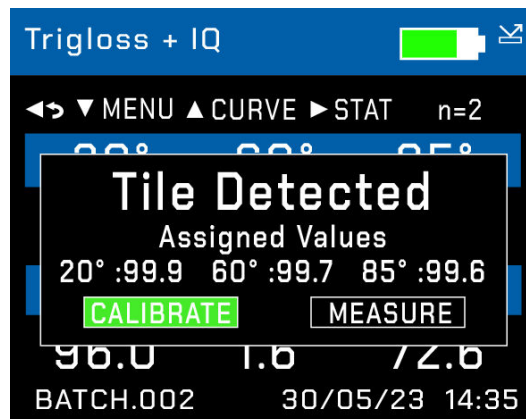 Trigloss + IQ
MENU CURVE STAT n=2
Tile Detected
Assigned Values
20° :99.9 60° :99.7 85° :99.6
CALIBRATE MEASURE
96.0 1.6 72.6
BATCH.002 30/05/23 14:35